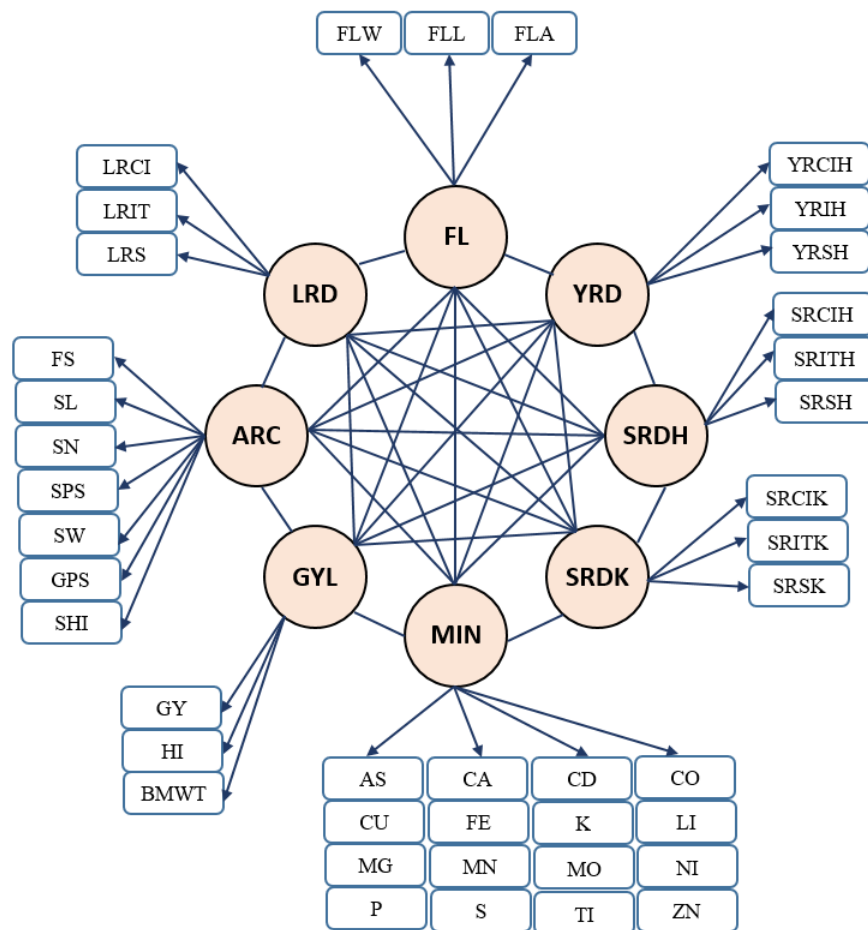 FLW FLL FLA
LRCI
LRIT
LRS
YRCIH
YRIH
YRSH
FL
LRD
YRD
FS
SL
SN
SPS
SW
GPS
SHI
ARC
SRDH
SRCIH
SRITH
SRSH
GYL
SRDK
SRCIK
SRITK
SRSK
MIN
GY
HI
BMWT
AS CA CD CO
CU FE K LI
MG MN MO NI
P S TI ZN